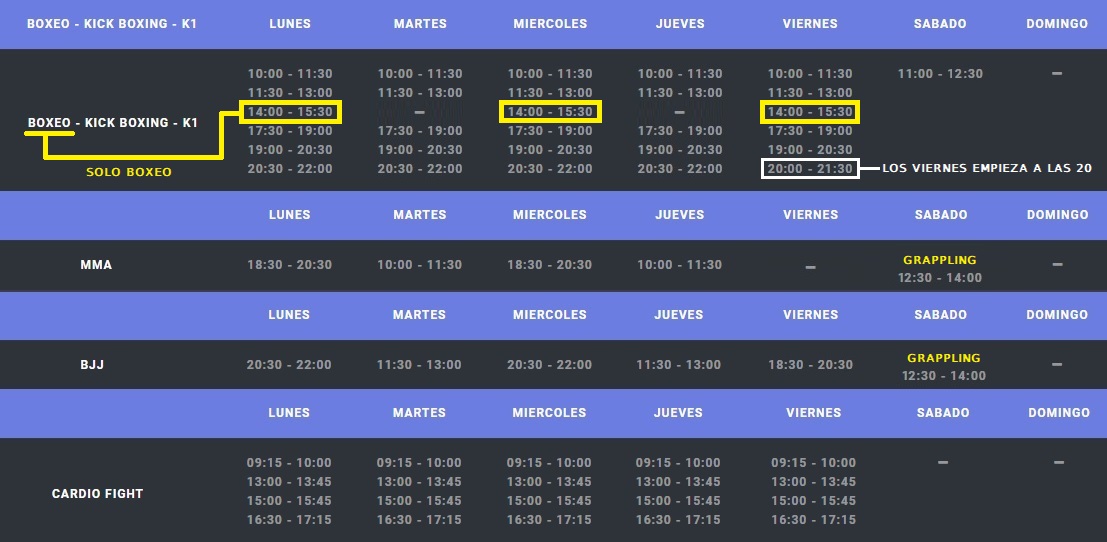 BOXEO - KICK BOXING - K1 LUNES MARTES MIERCOLES JUEVES VIERNES SABADO DOMINGO
10:00 - 11:30 10:00 - 11:30 10:00 - 11:30 10:00 - 11:30 10:00 - 11:30 11:00 - 12:30 –
11:30 - 13:00 11:30 - 13:00 11:30 - 13:00 11:30 - 13:00 11:30 - 13:00
14:00 - 15:30 – 14:00 - 15:30 – 14:00 - 15:30
BOXEO - KICK BOXING - K1
17:30 - 19:00 17:30 - 19:00 17:30 - 19:00 17:30 - 19:00 17:30 - 19:00
19:00 - 20:30 19:00 - 20:30 19:00 - 20:30 19:00 - 20:30 19:00 - 20:30
SOLO BOXEO 20:30 - 22:00 20:30 - 22:00 20:30 - 22:00 20:30 - 22:00 20:00 - 21:30 LOS VIERNES EMPIEZA A LAS 20
LUNES MARTES MIERCOLES JUEVES VIERNES SABADO DOMINGO
MMA 18:30 - 20:30 10:00 - 11:30 18:30 - 20:30 10:00 - 11:30 – GRAPPLING –
12:30 - 14:00
LUNES MARTES MIERCOLES JUEVES VIERNES SABADO DOMINGO
BJJ 20:30 - 22:00 11:30 - 13:00 20:30 - 22:00 11:30 - 13:00 18:30 - 20:30 GRAPPLING –
12:30 - 14:00
LUNES MARTES MIERCOLES JUEVES VIERNES SABADO DOMINGO
09:15 - 10:00 09:15 - 10:00 09:15 - 10:00 09:15 - 10:00 09:15 - 10:00 – –
13:00 - 13:45 13:00 - 13:45 13:00 - 13:45 13:00 - 13:45 13:00 - 13:45
CARDIO FIGHT
15:00 - 15:45 15:00 - 15:45 15:00 - 15:45 15:00 - 15:45 15:00 - 15:45
16:30 - 17:15 16:30 - 17:15 16:30 - 17:15 16:30 - 17:15 16:30 - 17:15